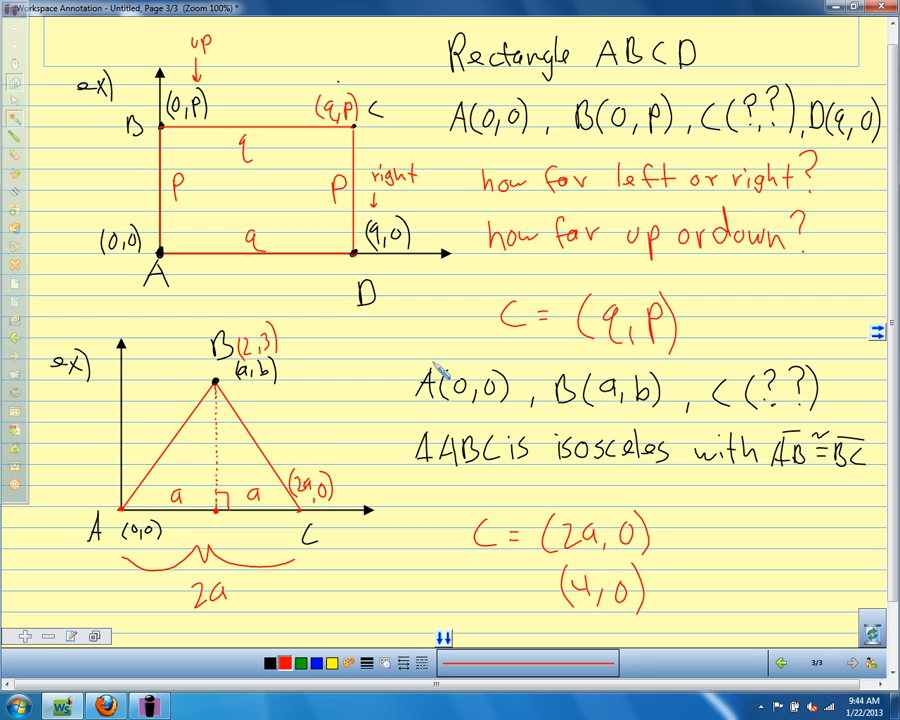 Workspace Annotation - Untitled, Page 3/3 (Zoom 100%) *
up
Rectangle ABCD
ex)
B
(0,p)
(q,p)
C
A(0,0), B(0,p), C(??), D(q,0)
q
p
p
right
how far left or right?
(0,0)
q
(q,0)
how far up or down?
A
D
C = (q,p)
ex)
B(2,3)
(a,b)
A(0,0), B(a,b), C(??)
△ABC is isosceles with AB ≅ BC
a
a
(2a,0)
A (0,0)
C
C = (2a,0)
2a
(4,0)
3/3
9:44 AM
1/22/2013